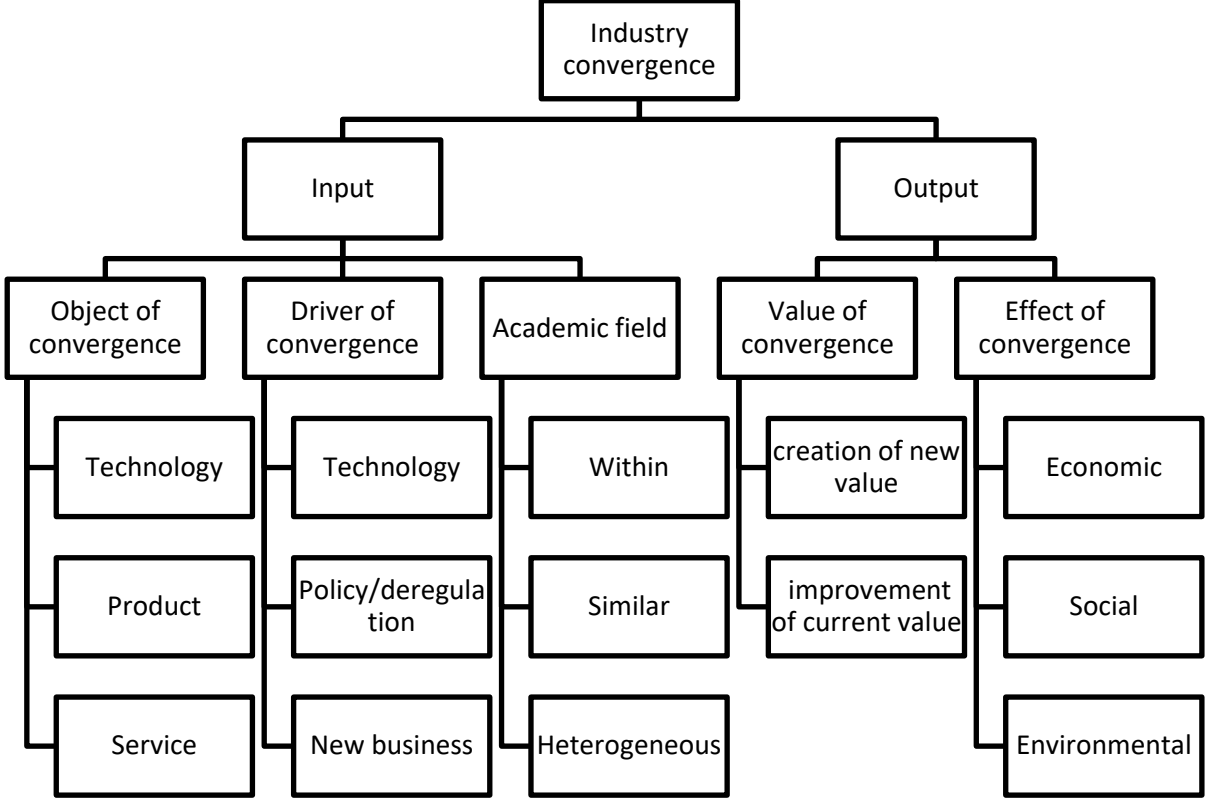 Industry
convergence
Input
Output
Object of
convergence
Driver of
convergence
Academic field
Value of
convergence
Effect of
convergence
Technology
Technology
Within
creation of new
value
Economic
Product
Policy/deregula
tion
Similar
improvement
of current value
Social
Service
New business
Heterogeneous
Environmental